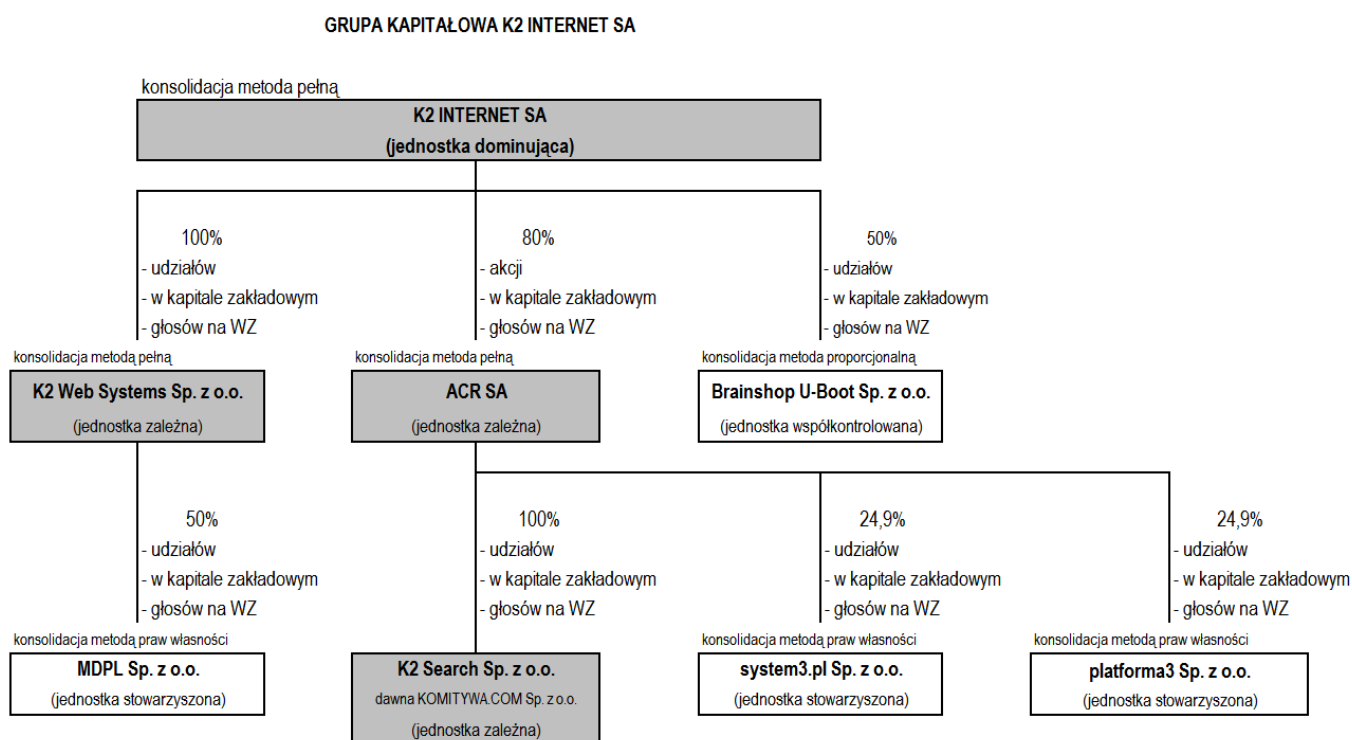 GRUPA KAPITAŁOWA K2 INTERNET SA
konsolidacja metoda pełną
K2 INTERNET SA
(jednostka dominująca)
100%
- udziałów
- w kapitale zakładowym
- głosów na WZ
80%
- akcji
- w kapitale zakładowym
- głosów na WZ
50%
- udziałów
- w kapitale zakładowym
- głosów na WZ
konsolidacja metodą pełną
K2 Web Systems Sp. z o.o.
(jednostka zależna)
konsolidacja metoda pełną
ACR SA
(jednostka zależna)
konsolidacja metoda proporcjonalną
Brainshop U-Boot Sp. z o.o.
(jednostka współkontrolowana)
50%
- udziałów
- w kapitale zakładowym
- głosów na WZ
100%
- udziałów
- w kapitale zakładowym
- głosów na WZ
24,9%
- udziałów
- w kapitale zakładowym
- głosów na WZ
24,9%
- udziałów
- w kapitale zakładowym
- głosów na WZ
konsolidacja metodą praw własności
MDPL Sp. z o.o.
(jednostka stowarzyszona)
K2 Search Sp. z o.o.
dawna KOMITYWA.COM Sp. z o.o.
(jednostka zależna)
konsolidacja metodą praw własności
system3.pl Sp. z o.o.
(jednostka stowarzyszona)
konsolidacja metodą praw własności
platforma3 Sp. z o.o.
(jednostka stowarzyszona)